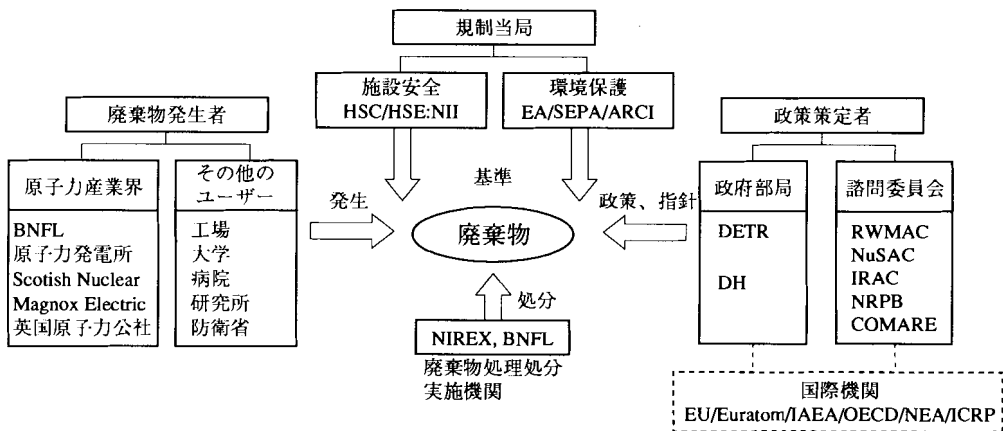 規制当局
施設安全
HSC/HSE:NII
環境保護
EA/SEPA/ARCI
廃棄物発生者
原子力産業界
BNFL
原子力発電所
Scotish Nuclear
Magnox Electric
英国原子力公社
その他の
ユーザー
工場
大学
病院
研究所
防衛省
発生
基準
廃棄物
政策、指針
処分
NIREX, BNFL
廃棄物処理処分
実施機関
政策策定者
政府部局
DETR
DH
諮問委員会
RWMAC
NuSAC
IRAC
NRPB
COMARE
国際機関
EU/Euratom/IAEA/OECD/NEA/ICRP